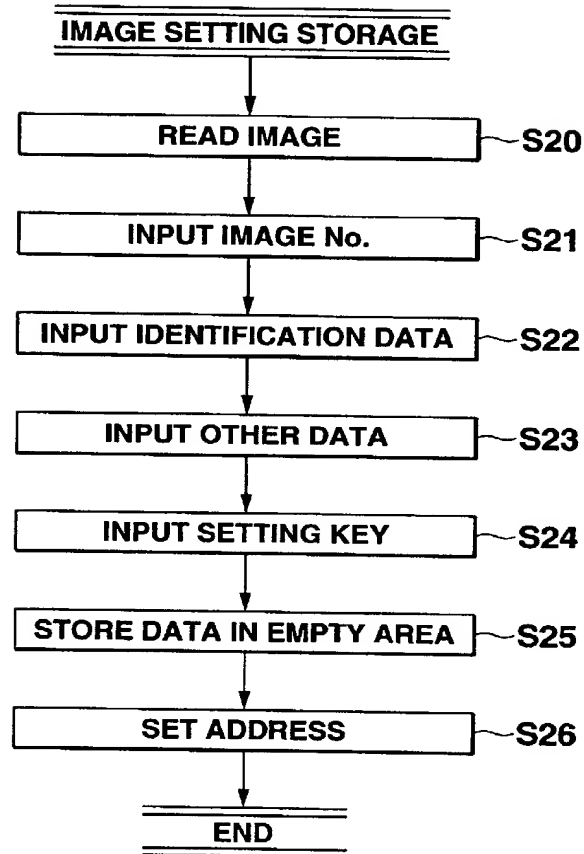 IMAGE SETTING STORAGE
READ IMAGE S20
INPUT IMAGE No. S21
INPUT IDENTIFICATION DATA S22
INPUT OTHER DATA S23
INPUT SETTING KEY S24
STORE DATA IN EMPTY AREA S25
SET ADDRESS S26
END